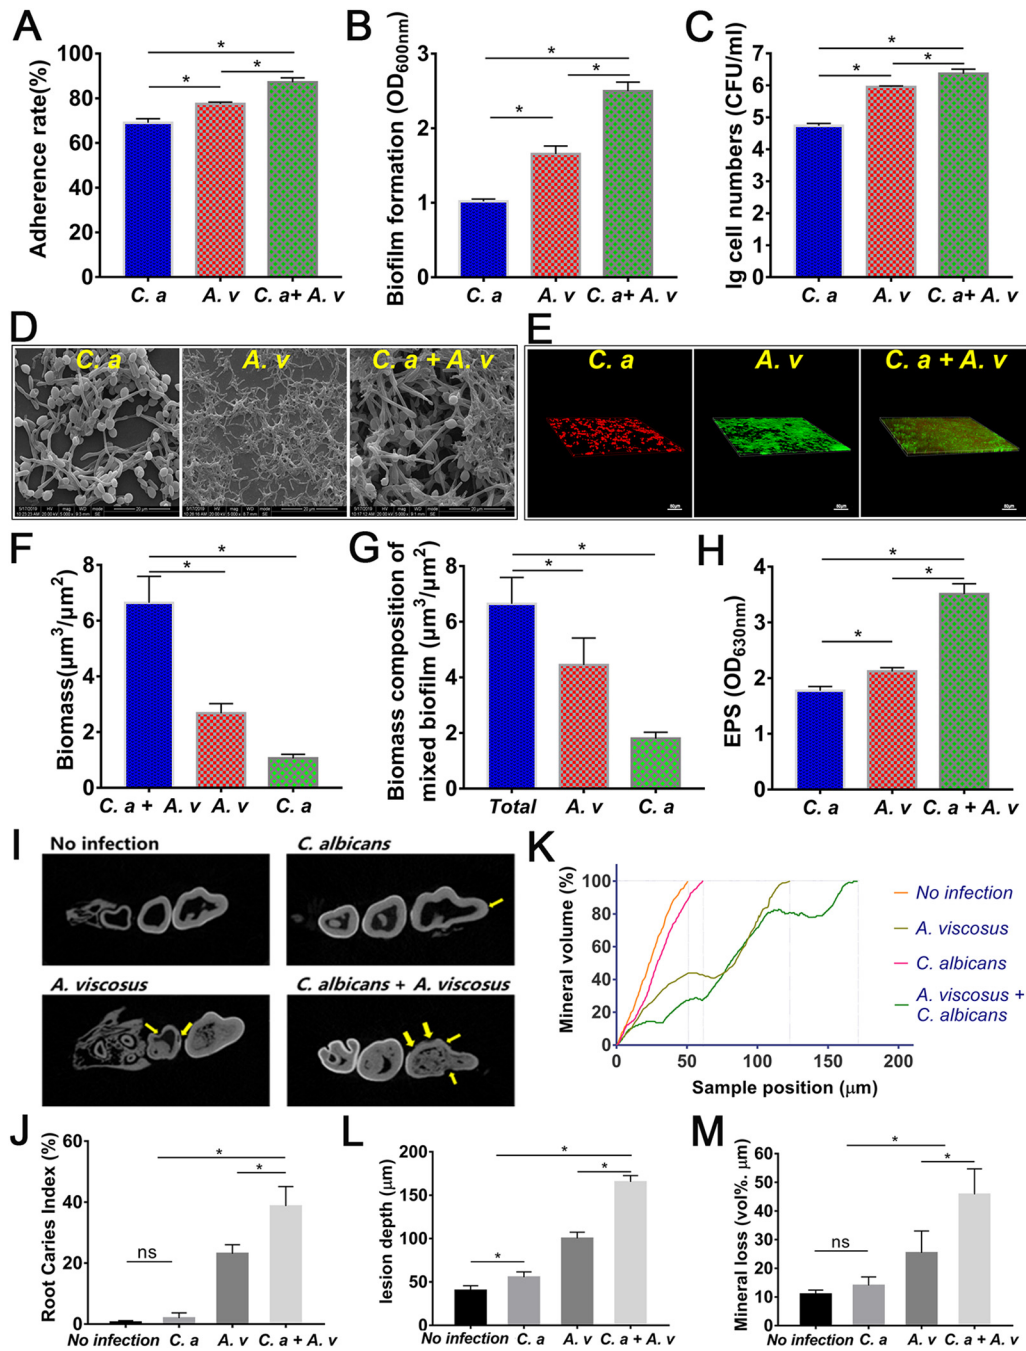 A
Adherence rate(%)
100
80
60
40
20
0
*
*
*
C. a
A. v
C. a+ A. v
B
Biofilm formation (OD600nm)
3
2
1
0
*
*
*
C. a
A. v
C. a+ A. v
C
lg cell numbers (CFU/ml)
7
6
5
4
3
2
1
0
*
*
*
C. a
A. v
C. a+ A. v
D
C. a
A. v
C. a + A. v
E
C. a
A. v
C. a + A. v
F
Biomass(μm3/μm2)
8
6
4
2
0
*
*
C. a + A. v
A. v
C. a
G
Biomass composition of
mixed biofilm (μm3/μm2)
8
6
4
2
0
*
*
Total
A. v
C. a
H
EPS (OD630nm)
4
3
2
1
0
*
*
*
C. a
A. v
C. a + A. v
I
No infection
C. albicans
A. viscosus
C. albicans + A. viscosus
K
Mineral volume (%)
100
80
60
40
20
0
0
50
100
150
200
Sample position (μm)
No infection
A. viscosus
C. albicans
A. viscosus +
C. albicans
J
Root Caries Index (%)
60
40
20
0
ns
*
*
No infection
C. a
A. v
C. a + A. v
L
lesion depth (μm)
200
150
100
50
0
*
*
*
No infection
C. a
A. v
C. a + A. v
M
Mineral loss (vol%. μm)
60
50
40
30
20
10
0
ns
*
*
No infection
C. a
A. v
C. a + A. v